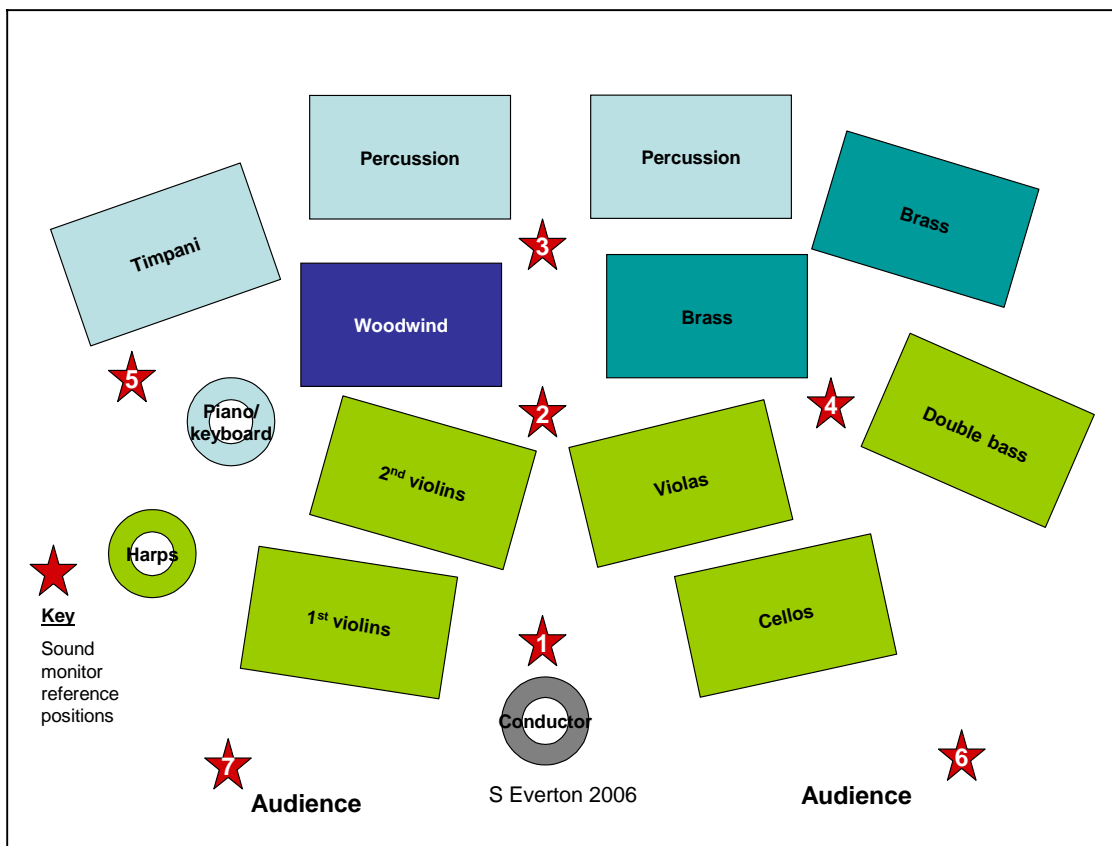 Percussion
Percussion
Brass
Timpani
3
Woodwind
Brass
5
Piano/
keyboard
2
4
Double bass
2nd violins
Violas
Harps
1st violins
Cellos
Key
Sound
monitor
reference
positions
1
Conductor
7
6
Audience
S Everton 2006
Audience